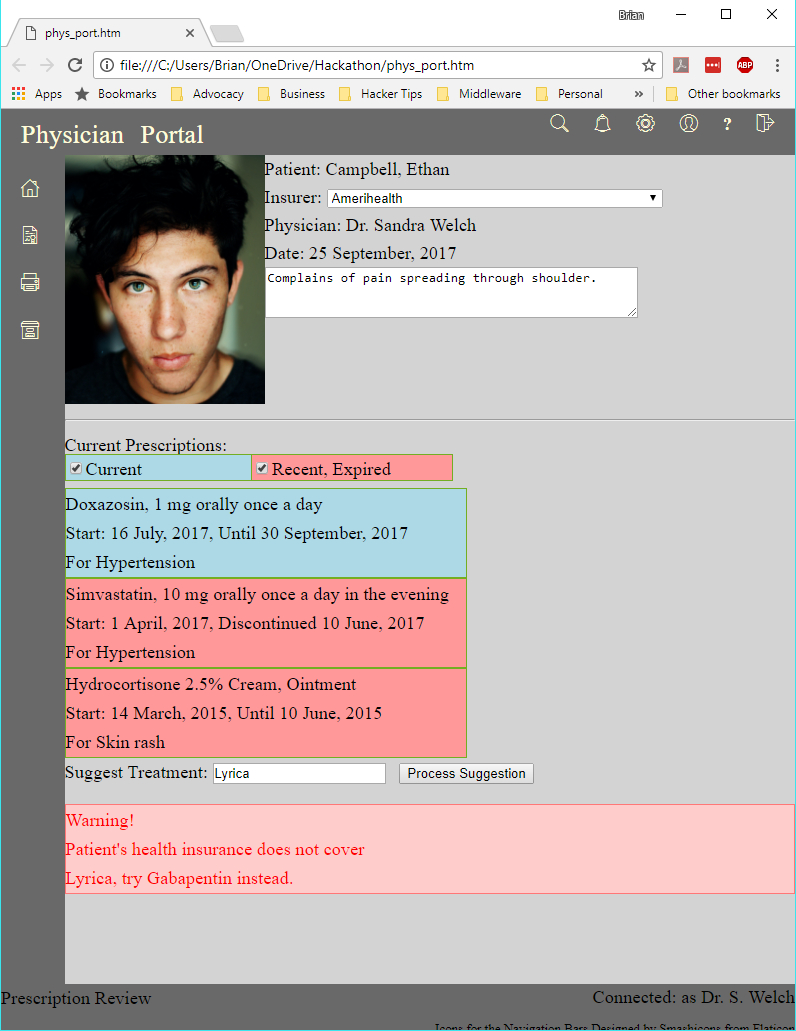 Brian
phys_port.htm
file:///C:/Users/Brian/OneDrive/Hackathon/phys_port.htm
ABP
Apps Bookmarks Advocacy Business Hacker Tips Middleware Personal » Other bookmarks
Physician Portal
?
Patient: Campbell, Ethan
Insurer: Amerihealth
Physician: Dr. Sandra Welch
Date: 25 September, 2017
Complains of pain spreading through shoulder.
Current Prescriptions:
Current Recent, Expired
Doxazosin, 1 mg orally once a day
Start: 16 July, 2017, Until 30 September, 2017
For Hypertension
Simvastatin, 10 mg orally once a day in the evening
Start: 1 April, 2017, Discontinued 10 June, 2017
For Hypertension
Hydrocortisone 2.5% Cream, Ointment
Start: 14 March, 2015, Until 10 June, 2015
For Skin rash
Suggest Treatment: Lyrica Process Suggestion
Warning!
Patient's health insurance does not cover
Lyrica, try Gabapentin instead.
Prescription Review Connected: as Dr. S. Welch
Icons for the Navigation Bars Designed by Smashicons from Flaticon